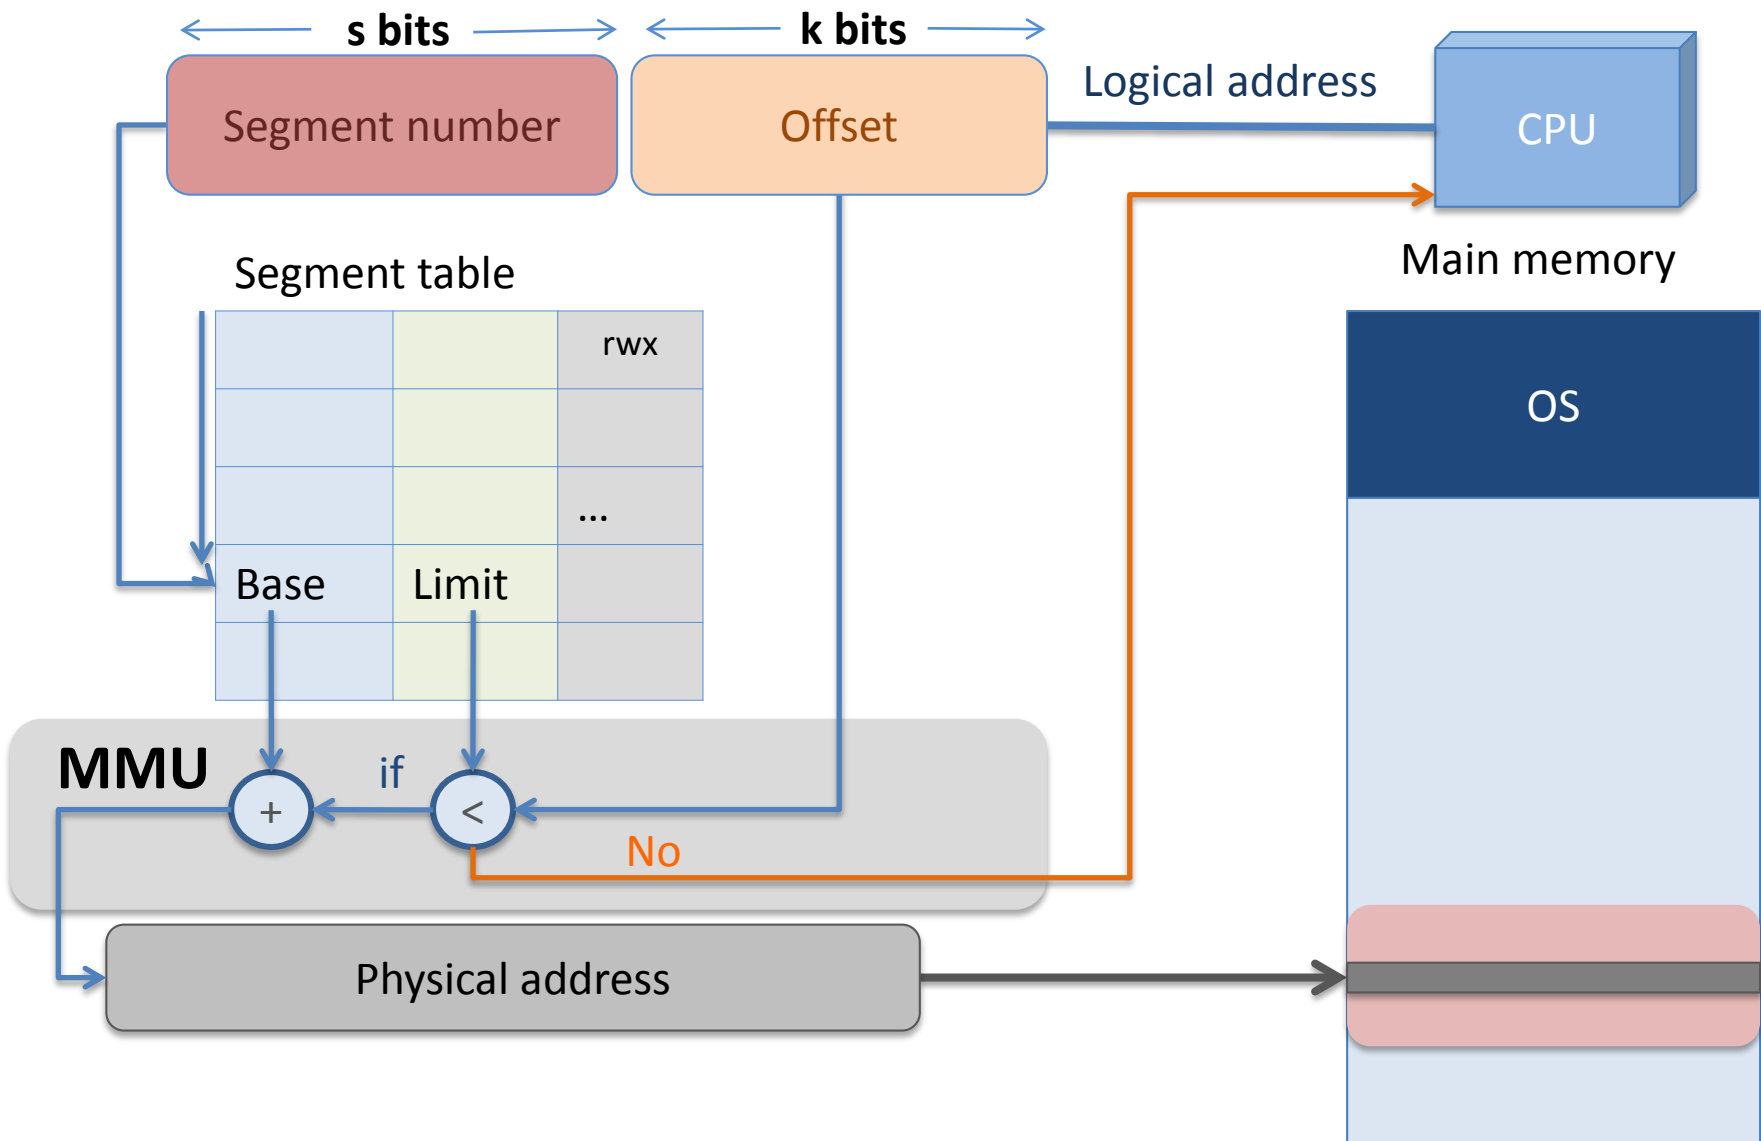 s bits
k bits
Segment number
Offset
Logical address
CPU
Segment table
Main memory
rwx
OS
...
Base
Limit
MMU
if
+
<
No
Physical address